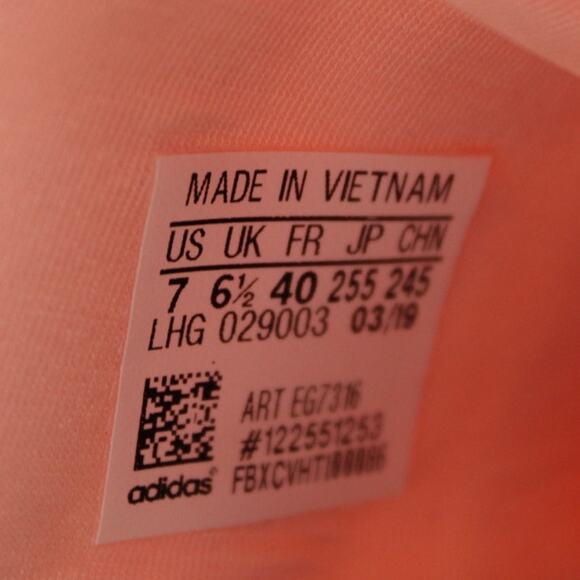 MADE IN VIETNAM
US UK FR JP CHN
7 6½ 40 255 245
LHG 029003 03/19
ART EG7316
#122551253
adidas